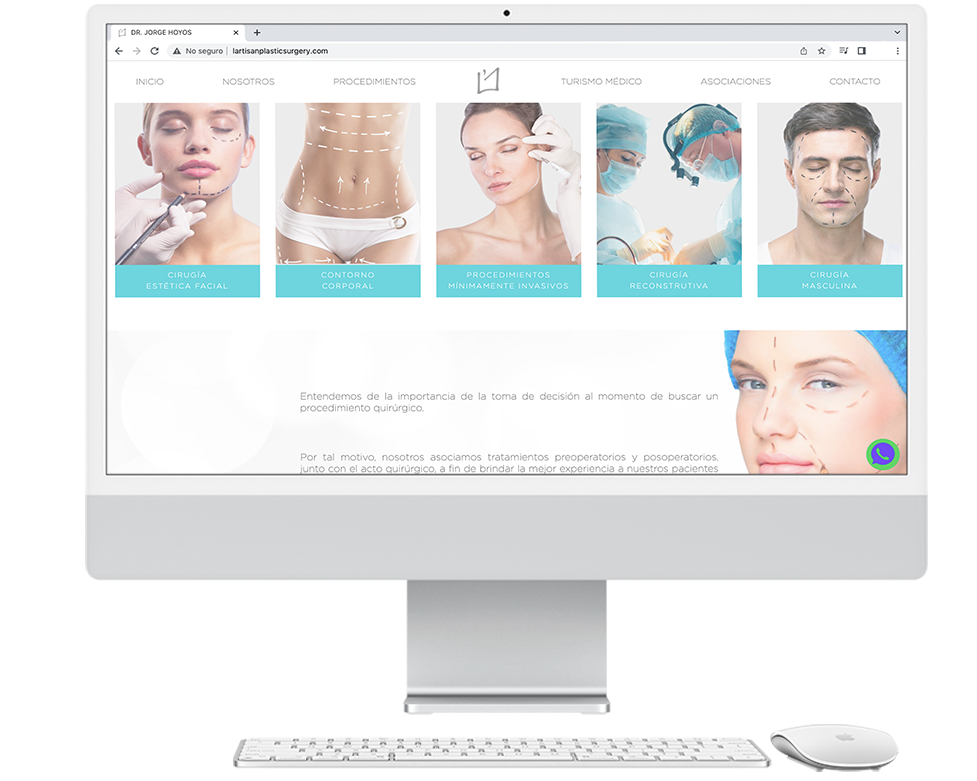 DR. JORGE HOYOS
No seguro
lartisanplasticsurgery.com
INICIO
NOSOTROS
PROCEDIMIENTOS
TURISMO MÉDICO
ASOCIACIONES
CONTACTO
CIRUGÍA
ESTÉTICA FACIAL
CONTORNO
CORPORAL
PROCEDIMIENTOS
MÍNIMAMENTE INVASIVOS
CIRUGÍA
RECONSTRUTIVA
CIRUGÍA
MASCULINA
Entendemos de la importancia de la toma de decisión al momento de buscar un
procedimiento quirúrgico.
Por tal motivo, nosotros asociamos tratamientos preoperatorios y posoperatorios,
junto con el acto quirúrgico, a fin de brindar la mejor experiencia a nuestros pacientes